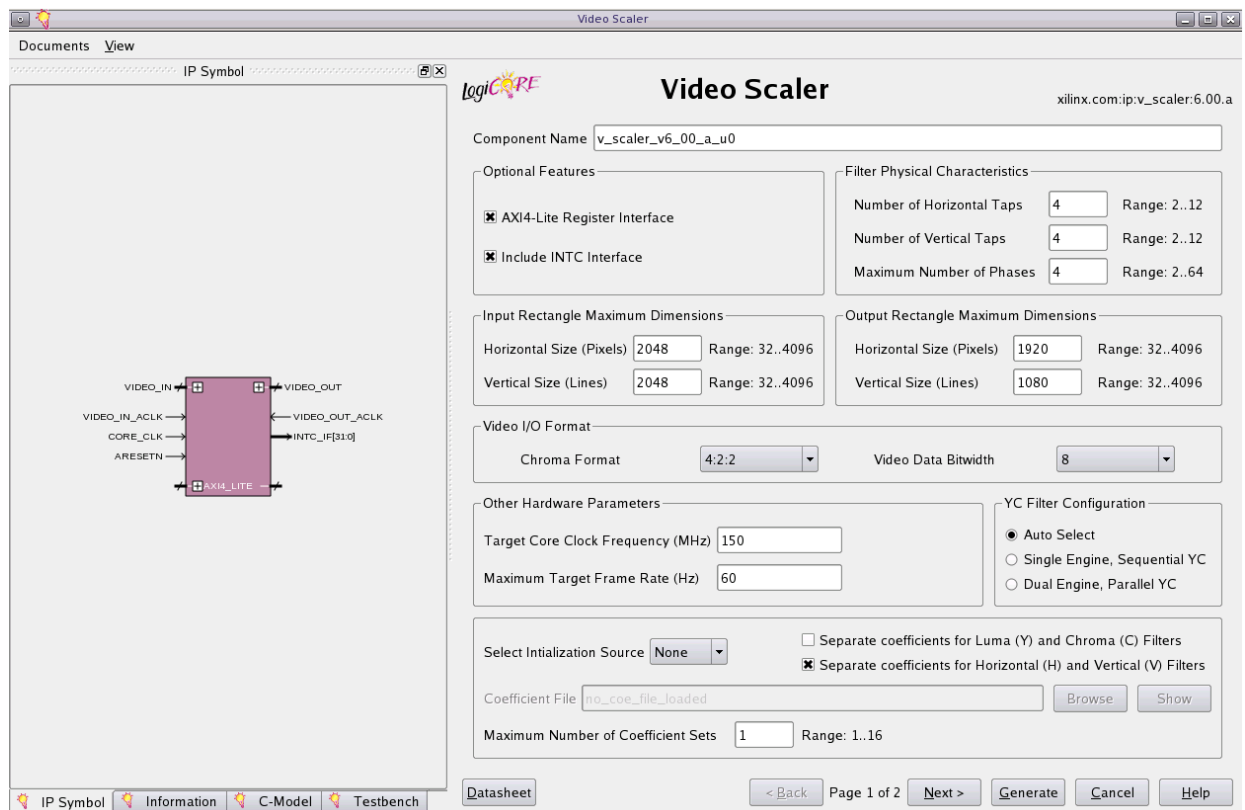 Video Scaler
Documents View
IP Symbol
LogiCORE
Video Scaler
xilinx.com:ip:v_scaler:6.00.a
Component Name v_scaler_v6_00_a_u0
Optional Features
AXI4-Lite Register Interface
Include INTC Interface
Filter Physical Characteristics
Number of Horizontal Taps 4 Range: 2..12
Number of Vertical Taps 4 Range: 2..12
Maximum Number of Phases 4 Range: 2..64
Input Rectangle Maximum Dimensions
Horizontal Size (Pixels) 2048 Range: 32..4096
Vertical Size (Lines) 2048 Range: 32..4096
Output Rectangle Maximum Dimensions
Horizontal Size (Pixels) 1920 Range: 32..4096
Vertical Size (Lines) 1080 Range: 32..4096
VIDEO_IN VIDEO_OUT
VIDEO_IN_ACLK VIDEO_OUT_ACLK
CORE_CLK INTC_IF[31:0]
ARESETN
AXI4_LITE
Video I/O Format
Chroma Format 4:2:2 Video Data Bitwidth 8
Other Hardware Parameters
Target Core Clock Frequency (MHz) 150
Maximum Target Frame Rate (Hz) 60
YC Filter Configuration
Auto Select
Single Engine, Sequential YC
Dual Engine, Parallel YC
Select Intialization Source None
Separate coefficients for Luma (Y) and Chroma (C) Filters
Separate coefficients for Horizontal (H) and Vertical (V) Filters
Coefficient File no_coe_file_loaded Browse Show
Maximum Number of Coefficient Sets 1 Range: 1..16
IP Symbol Information C-Model Testbench
Datasheet < Back Page 1 of 2 Next > Generate Cancel Help